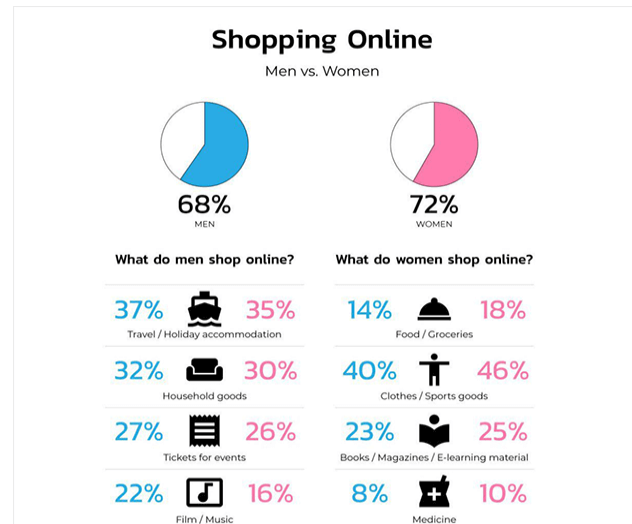 Shopping Online
Men vs. Women
68%
MEN
72%
WOMEN
What do men shop online?
37% 35%
Travel / Holiday accommodation
32% 30%
Household goods
27% 26%
Tickets for events
22% 16%
Film / Music
What do women shop online?
14% 18%
Food / Groceries
40% 46%
Clothes / Sports goods
23% 25%
Books / Magazines / E-learning material
8% 10%
Medicine